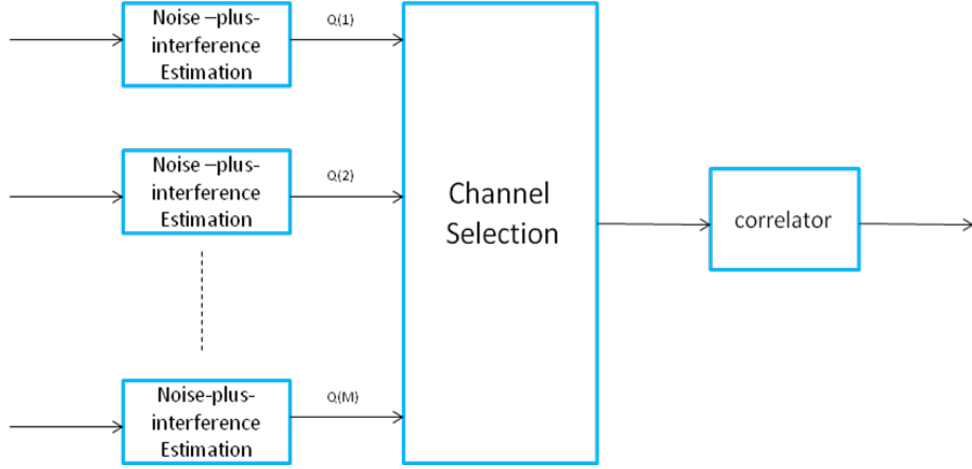 Noise –plus-
interference
Estimation
Q(1)
Noise –plus-
interference
Estimation
Q(2)
Channel
Selection
correlator
Noise-plus-
interference
Estimation
Q(M)